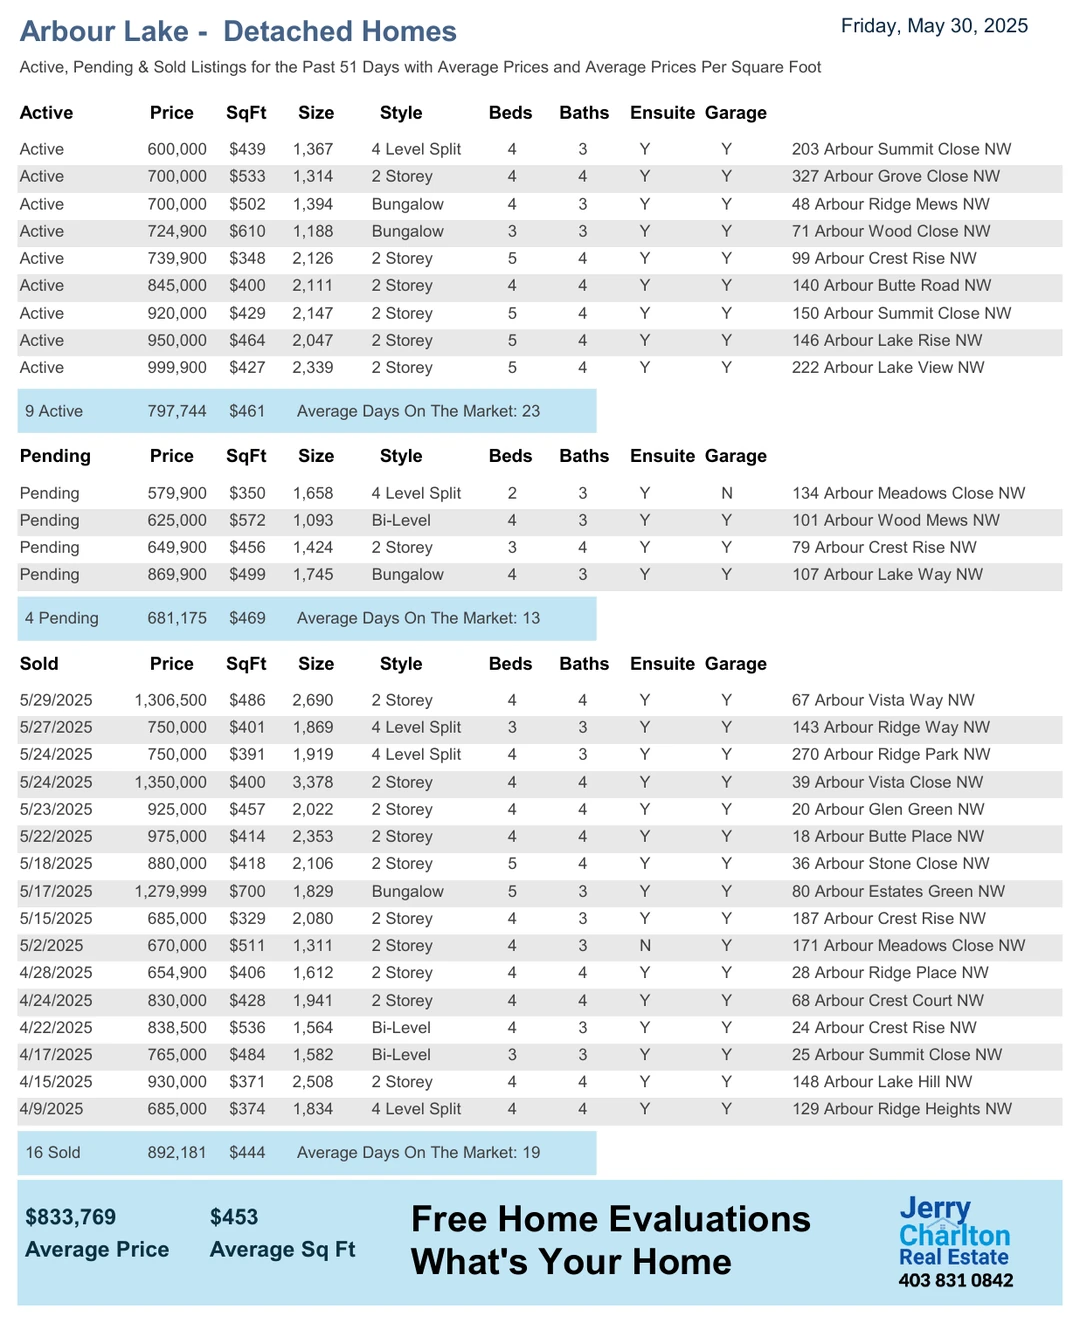 Arbour Lake -  Detached Homes
Friday, May 30, 2025
Active, Pending & Sold Listings for the Past 51 Days with Average Prices and Average Prices Per Square Foot
Active Price SqFt Size Style Beds Baths Ensuite Garage
Active 600,000 $439 1,367 4 Level Split 4 3 Y Y 203 Arbour Summit Close NW
Active 700,000 $533 1,314 2 Storey 4 4 Y Y 327 Arbour Grove Close NW
Active 700,000 $502 1,394 Bungalow 4 3 Y Y 48 Arbour Ridge Mews NW
Active 724,900 $610 1,188 Bungalow 3 3 Y Y 71 Arbour Wood Close NW
Active 739,900 $348 2,126 2 Storey 5 4 Y Y 99 Arbour Crest Rise NW
Active 845,000 $400 2,111 2 Storey 4 4 Y Y 140 Arbour Butte Road NW
Active 920,000 $429 2,147 2 Storey 5 4 Y Y 150 Arbour Summit Close NW
Active 950,000 $464 2,047 2 Storey 5 4 Y Y 146 Arbour Lake Rise NW
Active 999,900 $427 2,339 2 Storey 5 4 Y Y 222 Arbour Lake View NW
9 Active 797,744 $461 Average Days On The Market: 23
Pending Price SqFt Size Style Beds Baths Ensuite Garage
Pending 579,900 $350 1,658 4 Level Split 2 3 Y N 134 Arbour Meadows Close NW
Pending 625,000 $572 1,093 Bi-Level 4 3 Y Y 101 Arbour Wood Mews NW
Pending 649,900 $456 1,424 2 Storey 3 4 Y Y 79 Arbour Crest Rise NW
Pending 869,900 $499 1,745 Bungalow 4 3 Y Y 107 Arbour Lake Way NW
4 Pending 681,175 $469 Average Days On The Market: 13
Sold Price SqFt Size Style Beds Baths Ensuite Garage
5/29/2025 1,306,500 $486 2,690 2 Storey 4 4 Y Y 67 Arbour Vista Way NW
5/27/2025 750,000 $401 1,869 4 Level Split 3 3 Y Y 143 Arbour Ridge Way NW
5/24/2025 750,000 $391 1,919 4 Level Split 4 3 Y Y 270 Arbour Ridge Park NW
5/24/2025 1,350,000 $400 3,378 2 Storey 4 4 Y Y 39 Arbour Vista Close NW
5/23/2025 925,000 $457 2,022 2 Storey 4 4 Y Y 20 Arbour Glen Green NW
5/22/2025 975,000 $414 2,353 2 Storey 4 4 Y Y 18 Arbour Butte Place NW
5/18/2025 880,000 $418 2,106 2 Storey 5 4 Y Y 36 Arbour Stone Close NW
5/17/2025 1,279,999 $700 1,829 Bungalow 5 3 Y Y 80 Arbour Estates Green NW
5/15/2025 685,000 $329 2,080 2 Storey 4 3 Y Y 187 Arbour Crest Rise NW
5/2/2025 670,000 $511 1,311 2 Storey 4 3 N Y 171 Arbour Meadows Close NW
4/28/2025 654,900 $406 1,612 2 Storey 4 4 Y Y 28 Arbour Ridge Place NW
4/24/2025 830,000 $428 1,941 2 Storey 4 4 Y Y 68 Arbour Crest Court NW
4/22/2025 838,500 $536 1,564 Bi-Level 4 3 Y Y 24 Arbour Crest Rise NW
4/17/2025 765,000 $484 1,582 Bi-Level 3 3 Y Y 25 Arbour Summit Close NW
4/15/2025 930,000 $371 2,508 2 Storey 4 4 Y Y 148 Arbour Lake Hill NW
4/9/2025 685,000 $374 1,834 4 Level Split 4 4 Y Y 129 Arbour Ridge Heights NW
16 Sold 892,181 $444 Average Days On The Market: 19
$833,769 $453
Average Price Average Sq Ft
Free Home Evaluations
What's Your Home
Jerry
Charlton
Real Estate
403 831 0842